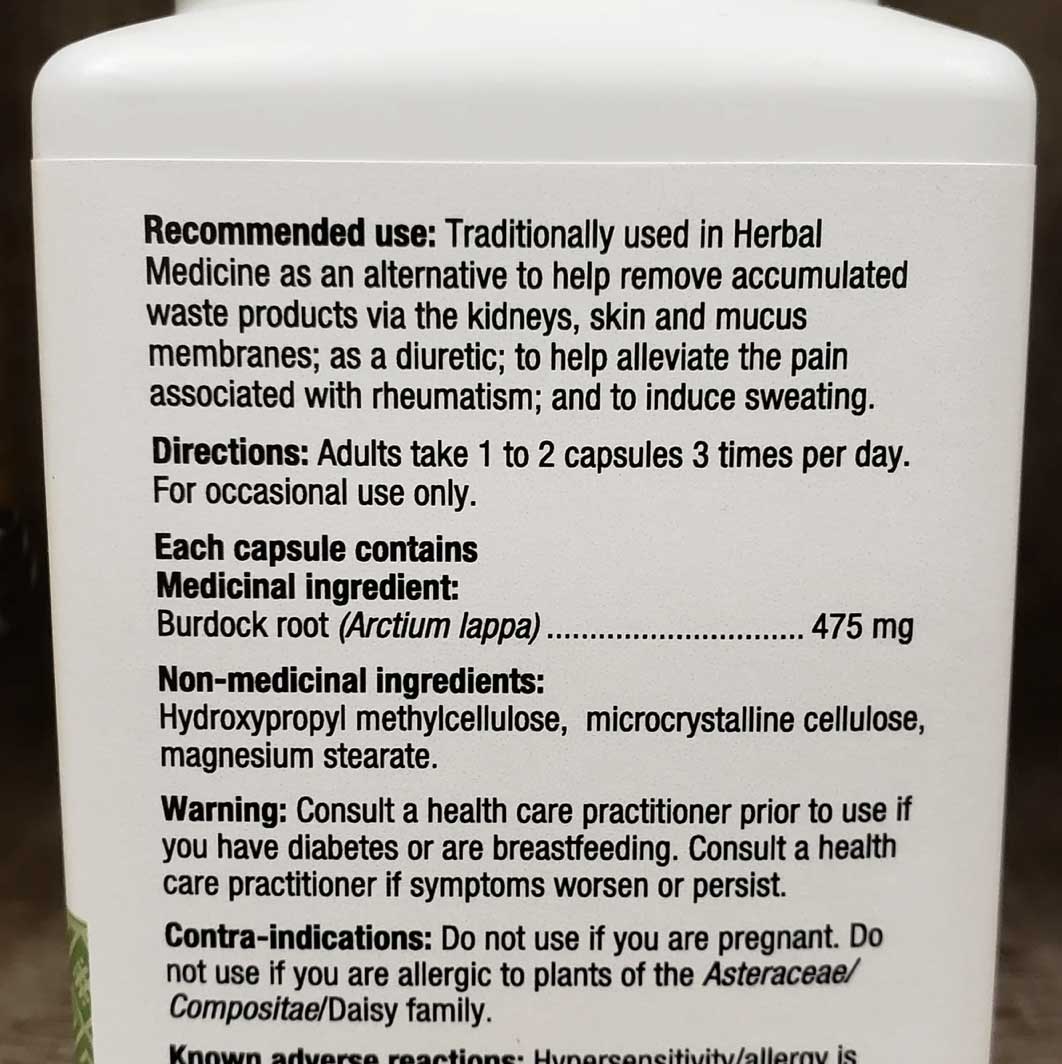 Recommended use: Traditionally used in Herbal
Medicine as an alternative to help remove accumulated
waste products via the kidneys, skin and mucus
membranes; as a diuretic; to help alleviate the pain
associated with rheumatism; and to induce sweating.
Directions: Adults take 1 to 2 capsules 3 times per day.
For occasional use only.
Each capsule contains
Medicinal ingredient:
Burdock root (Arctium lappa) .............................. 475 mg
Non-medicinal ingredients:
Hydroxypropyl methylcellulose, microcrystalline cellulose,
magnesium stearate.
Warning: Consult a health care practitioner prior to use if
you have diabetes or are breastfeeding. Consult a health
care practitioner if symptoms worsen or persist.
Contra-indications: Do not use if you are pregnant. Do
not use if you are allergic to plants of the Asteraceae/
Compositae/Daisy family.
Known adverse reactions: Hypersensitivity/allergy is